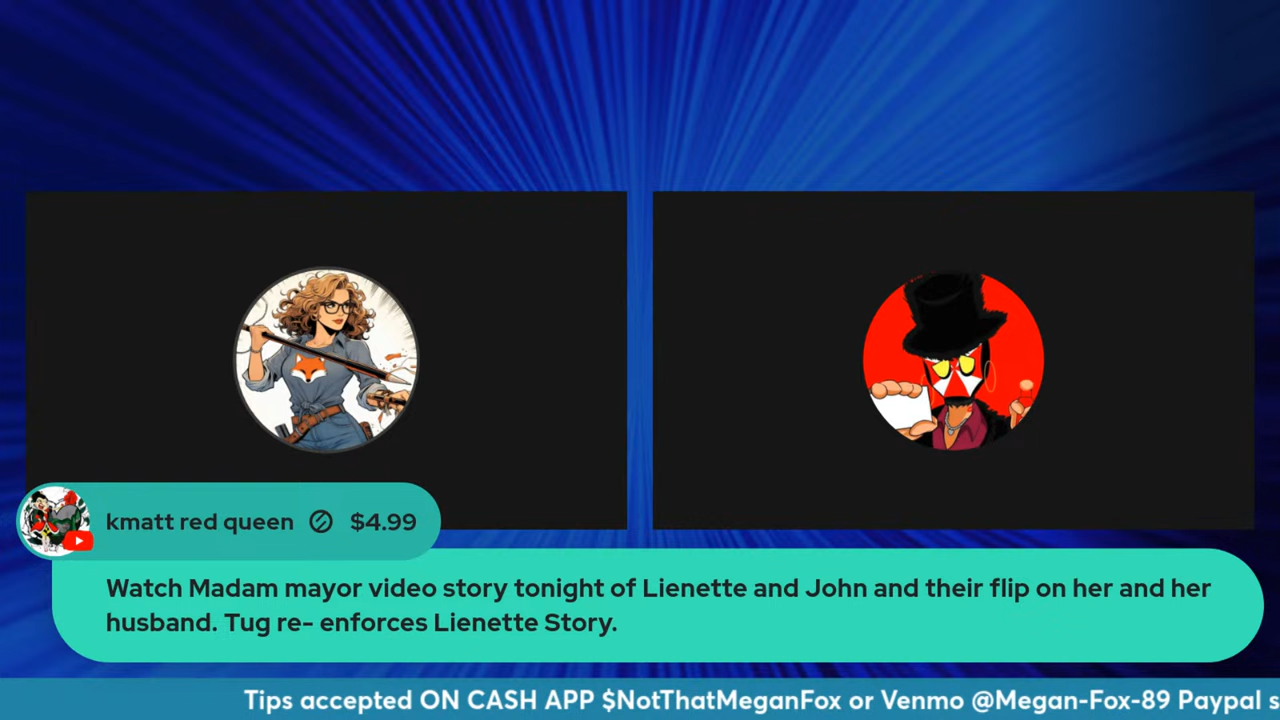 kmatt red queen $4.99
Watch Madam mayor video story tonight of Lienette and John and their flip on her and her
husband. Tug re- enforces Lienette Story.
Tips accepted ON CASH APP $NotThatMeganFox or Venmo @Megan-Fox-89 Paypal s